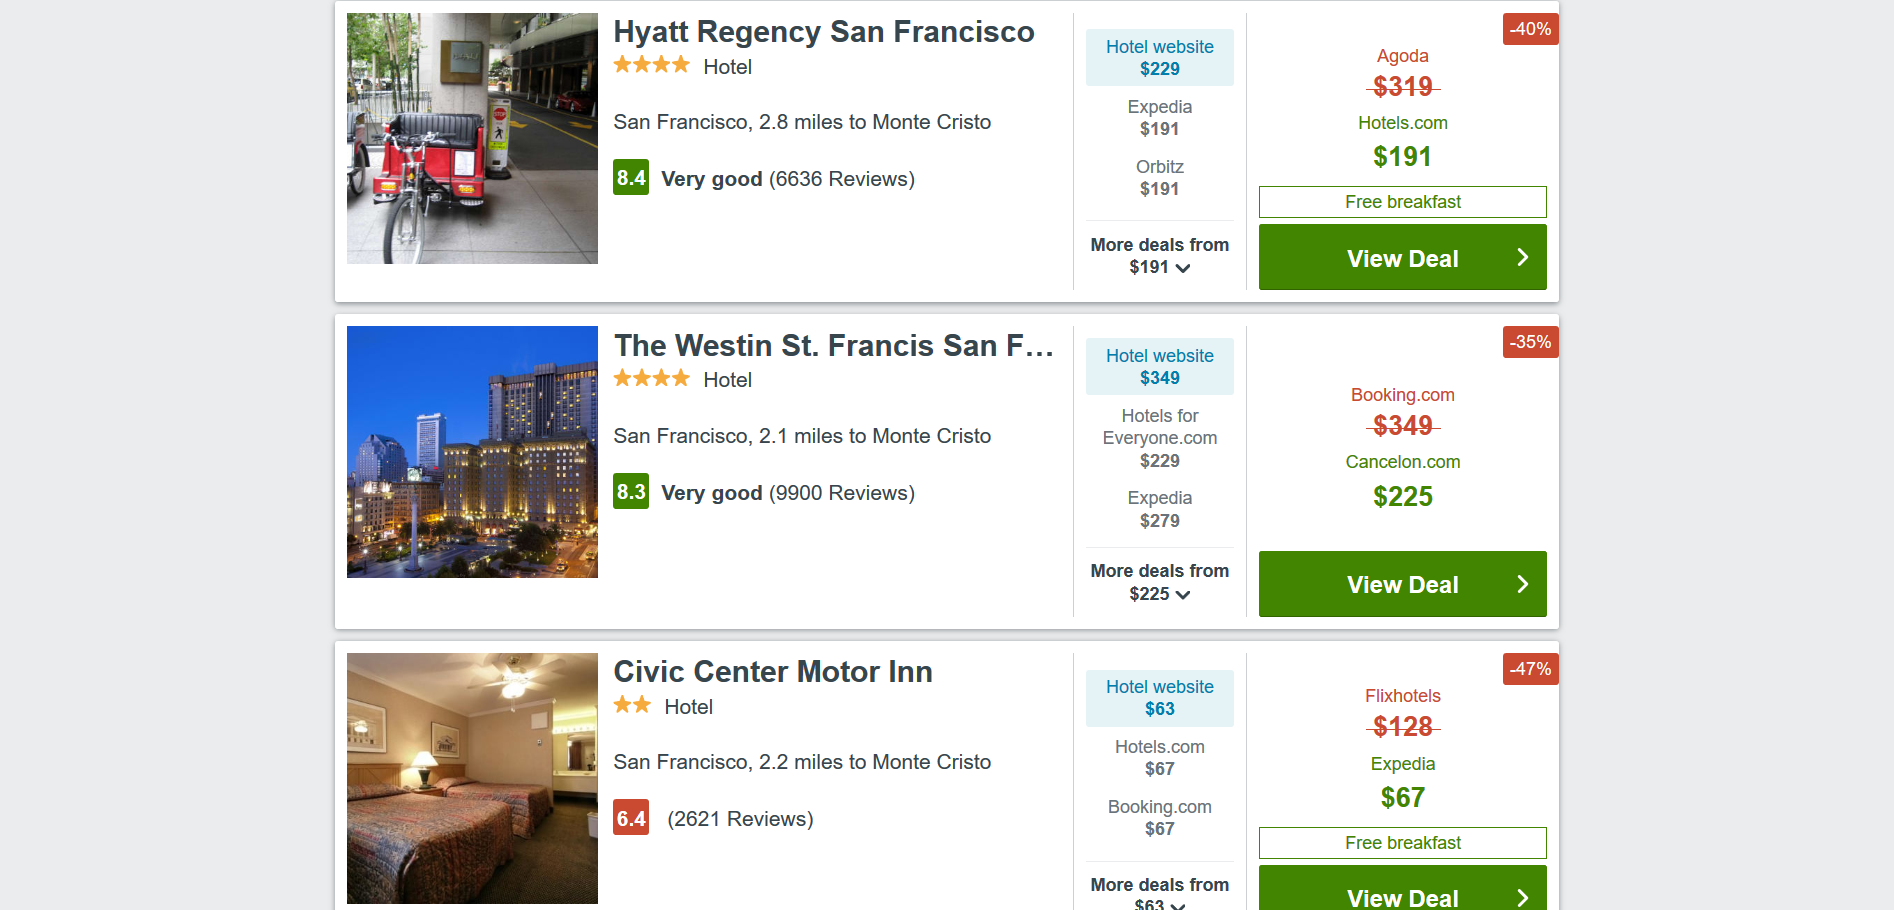 Hyatt Regency San Francisco
Hotel
San Francisco, 2.8 miles to Monte Cristo
8.4 Very good (6636 Reviews)
Hotel website
$229
Expedia
$191
Orbitz
$191
More deals from
$191
-40%
Agoda
$319
Hotels.com
$191
Free breakfast
View Deal
STOP
The Westin St. Francis San F...
Hotel
San Francisco, 2.1 miles to Monte Cristo
8.3 Very good (9900 Reviews)
Hotel website
$349
Hotels for
Everyone.com
$229
Expedia
$279
More deals from
$225
-35%
Booking.com
$349
Cancelon.com
$225
View Deal
Civic Center Motor Inn
Hotel
San Francisco, 2.2 miles to Monte Cristo
6.4 (2621 Reviews)
Hotel website
$63
Hotels.com
$67
Booking.com
$67
More deals from
$63
-47%
Flixhotels
$128
Expedia
$67
Free breakfast
View Deal